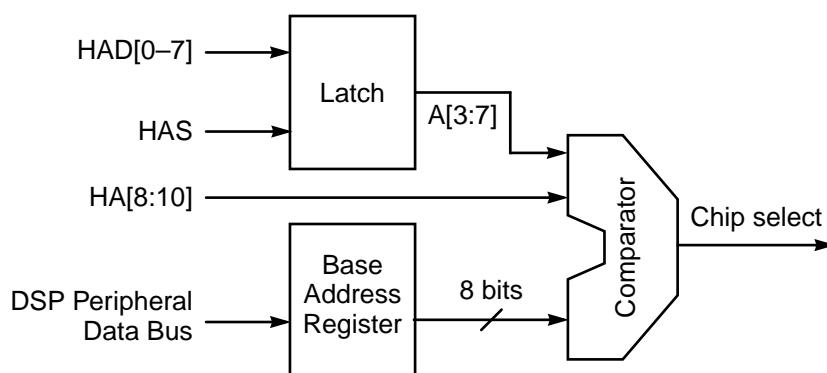 HAD[0–7]
HAS
HA[8:10]
DSP Peripheral
Data Bus
Latch
A[3:7]
Base
Address
Register
8 bits
Comparator
Chip select